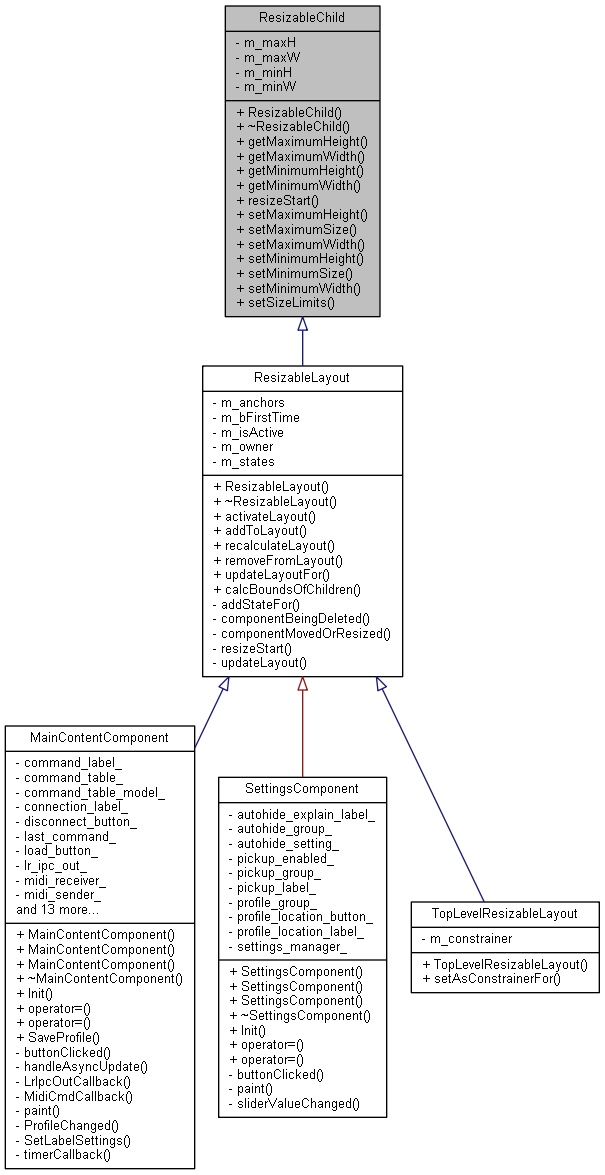 ResizableChild
- m_maxH
- m_maxW
- m_minH
- m_minW
+ ResizableChild()
+ ~ResizableChild()
+ getMaximumHeight()
+ getMaximumWidth()
+ getMinimumHeight()
+ getMinimumWidth()
+ resizeStart()
+ setMaximumHeight()
+ setMaximumSize()
+ setMaximumWidth()
+ setMinimumHeight()
+ setMinimumSize()
+ setMinimumWidth()
+ setSizeLimits()
ResizableLayout
- m_anchors
- m_bFirstTime
- m_isActive
- m_owner
- m_states
+ ResizableLayout()
+ ~ResizableLayout()
+ activateLayout()
+ addToLayout()
+ recalculateLayout()
+ removeFromLayout()
+ updateLayoutFor()
+ calcBoundsOfChildren()
- addStateFor()
- componentBeingDeleted()
- componentMovedOrResized()
- resizeStart()
- updateLayout()
MainContentComponent
- command_label_
- command_table_
- command_table_model_
- connection_label_
- disconnect_button_
- last_command_
- load_button_
- lr_ipc_out_
- midi_receiver_
- midi_sender_
and 13 more...
+ MainContentComponent()
+ MainContentComponent()
+ MainContentComponent()
+ ~MainContentComponent()
+ Init()
+ operator=()
+ operator=()
+ SaveProfile()
- buttonClicked()
- handleAsyncUpdate()
- LrIpcOutCallback()
- MidiCmdCallback()
- paint()
- ProfileChanged()
- SetLabelSettings()
- timerCallback()
SettingsComponent
- autohide_explain_label_
- autohide_group_
- autohide_setting_
- pickup_enabled_
- pickup_group_
- pickup_label_
- profile_group_
- profile_location_button_
- profile_location_label_
- settings_manager_
+ SettingsComponent()
+ SettingsComponent()
+ SettingsComponent()
+ ~SettingsComponent()
+ Init()
+ operator=()
+ operator=()
- buttonClicked()
- paint()
- sliderValueChanged()
TopLevelResizableLayout
- m_constrainer
+ TopLevelResizableLayout()
+ setAsConstrainerFor()